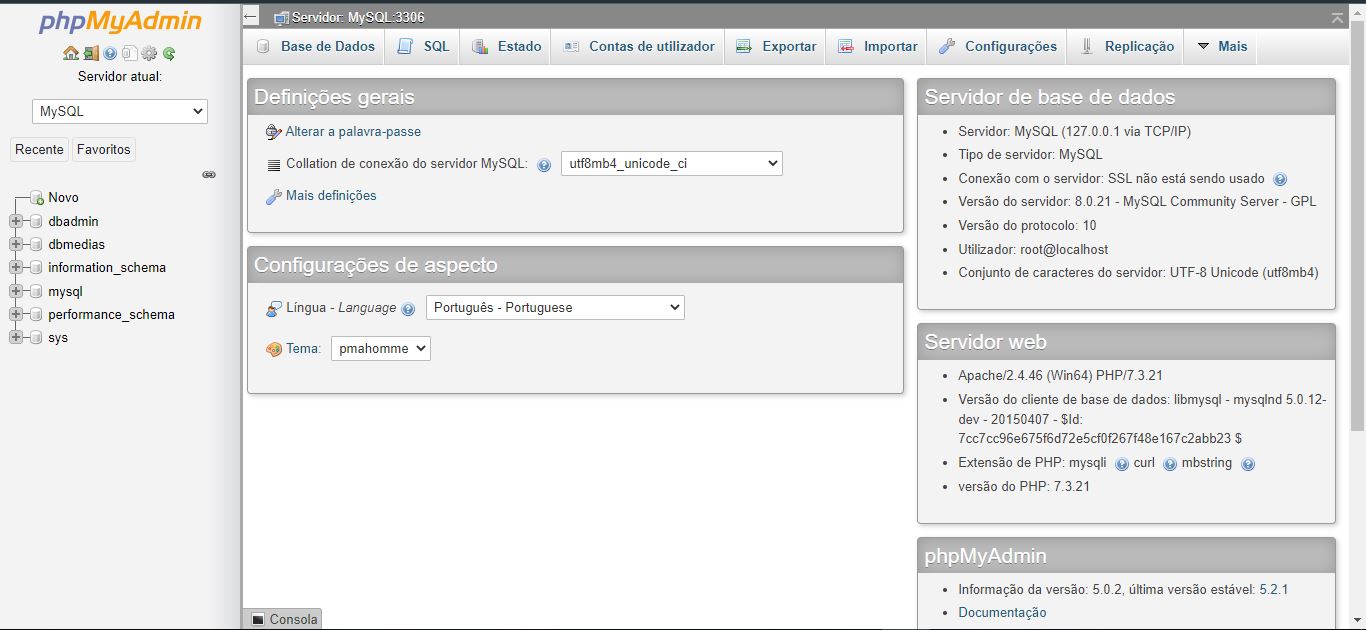 phpMyAdmin
Servidor atual:
MySQL
Recente Favoritos
Novo
dbadmin
dbmedias
information_schema
mysql
performance_schema
sys
Servidor: MySQL:3306
Base de Dados SQL Estado Contas de utilizador Exportar Importar Configurações Replicação Mais
Definições gerais
Alterar a palavra-passe
Collation de conexão do servidor MySQL: utf8mb4_unicode_ci
Mais definições
Configurações de aspecto
Língua - Language Português - Portuguese
Tema: pmahomme
Servidor de base de dados
Servidor: MySQL (127.0.0.1 via TCP/IP)
Tipo de servidor: MySQL
Conexão com o servidor: SSL não está sendo usado
Versão do servidor: 8.0.21 - MySQL Community Server - GPL
Versão do protocolo: 10
Utilizador: root@localhost
Conjunto de caracteres do servidor: UTF-8 Unicode (utf8mb4)
Servidor web
Apache/2.4.46 (Win64) PHP/7.3.21
Versão do cliente de base de dados: libmysql - mysqlnd 5.0.12-
dev - 20150407 - $Id:
7cc7cc96e675f6d72e5cf0f267f48e167c2abb23 $
Extensão de PHP: mysqli curl mbstring
versão do PHP: 7.3.21
phpMyAdmin
Informação da versão: 5.0.2, última versão estável: 5.2.1
Documentação
Consola